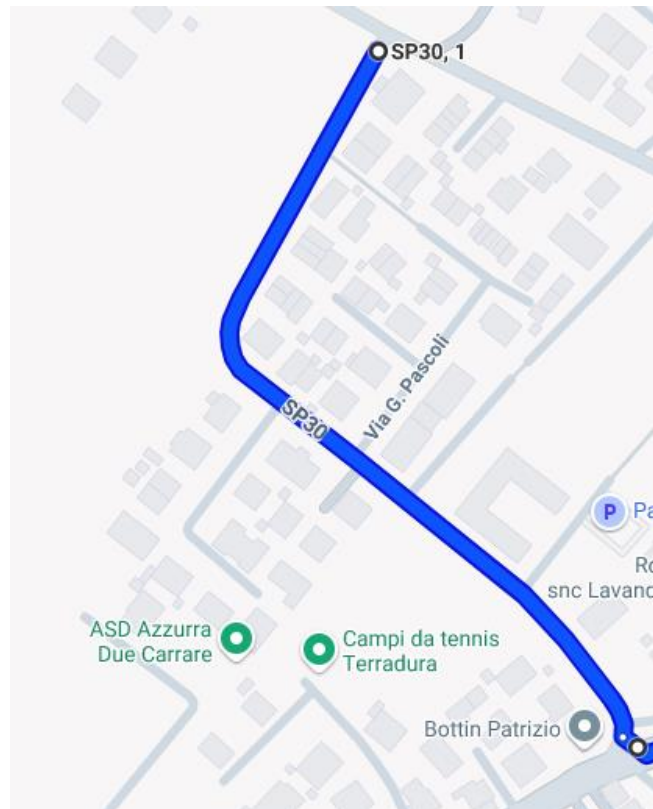 SP30, 1
Via G. Pascoli
SP30
P
Pa
Ro
snc Lavand
ASD Azzurra
Due Carrare
Campi da tennis
Terradura
Bottin Patrizio